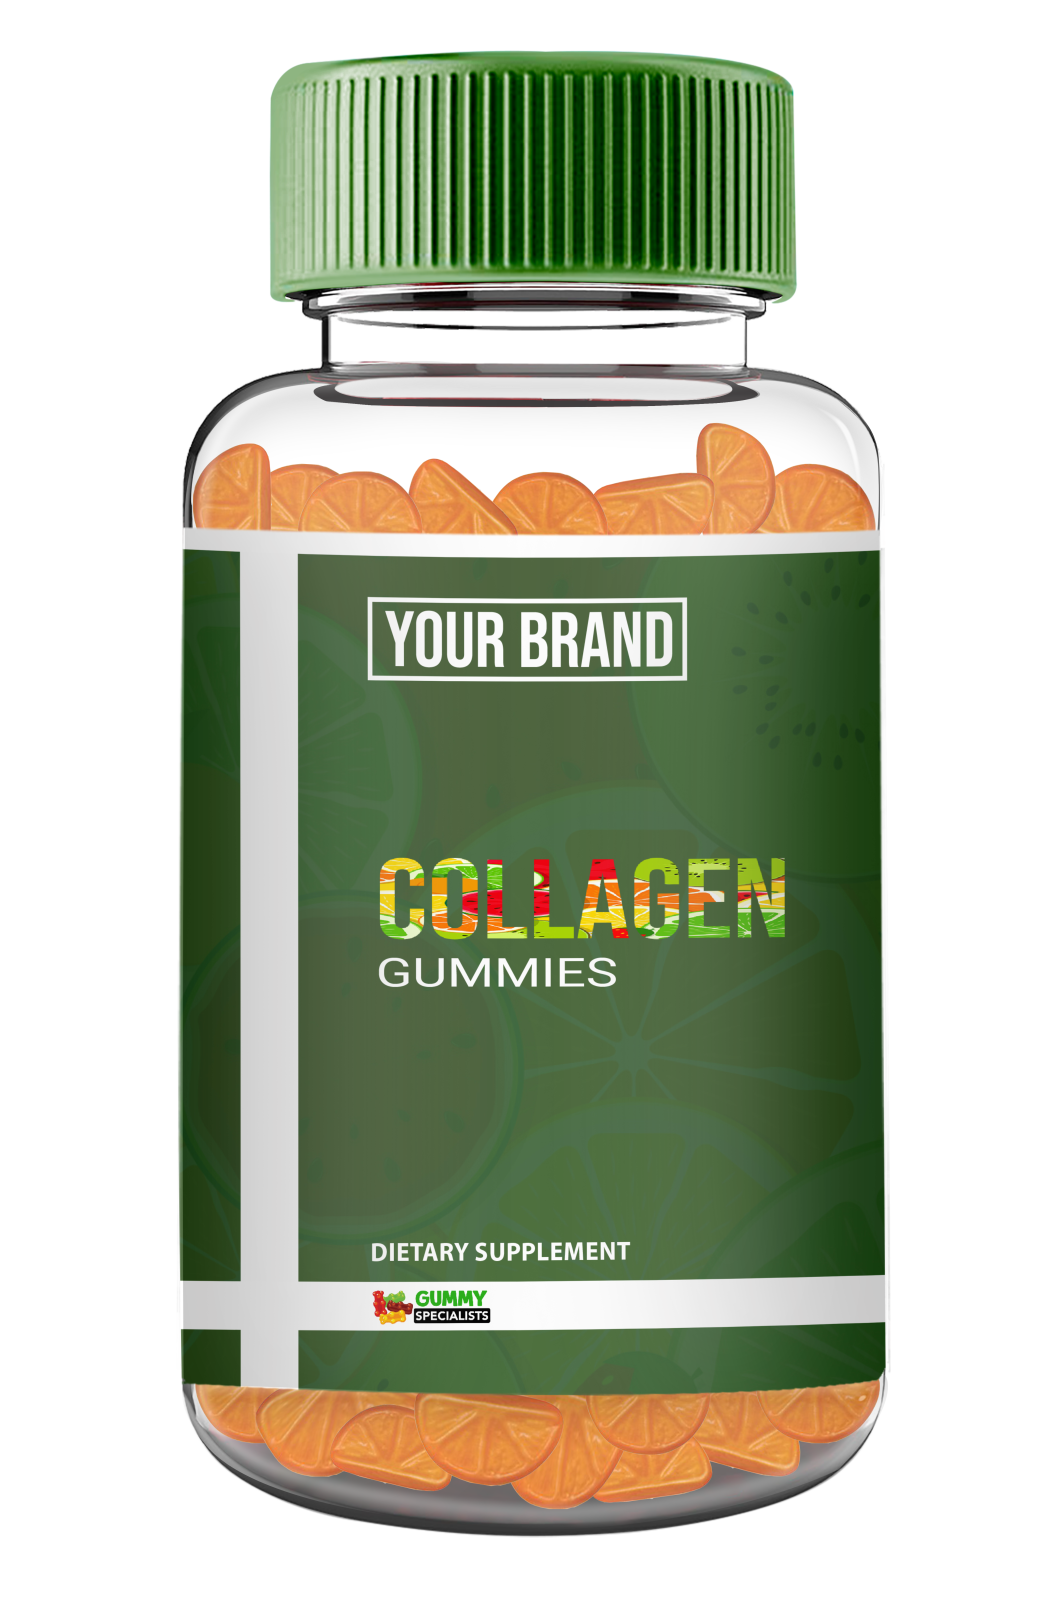 YOUR BRAND
COLLAGEN
GUMMIES
DIETARY SUPPLEMENT
GUMMY
SPECIALISTS